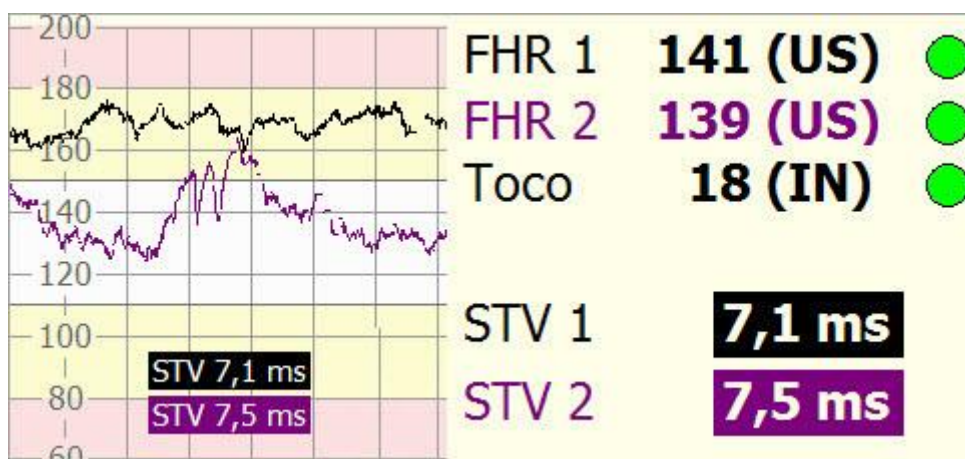 200
180
160
140
120
100
80
60
STV 7,1 ms
STV 7,5 ms
FHR 1 141 (US)
FHR 2 139 (US)
Toco 18 (IN)
STV 1 7,1 ms
STV 2 7,5 ms